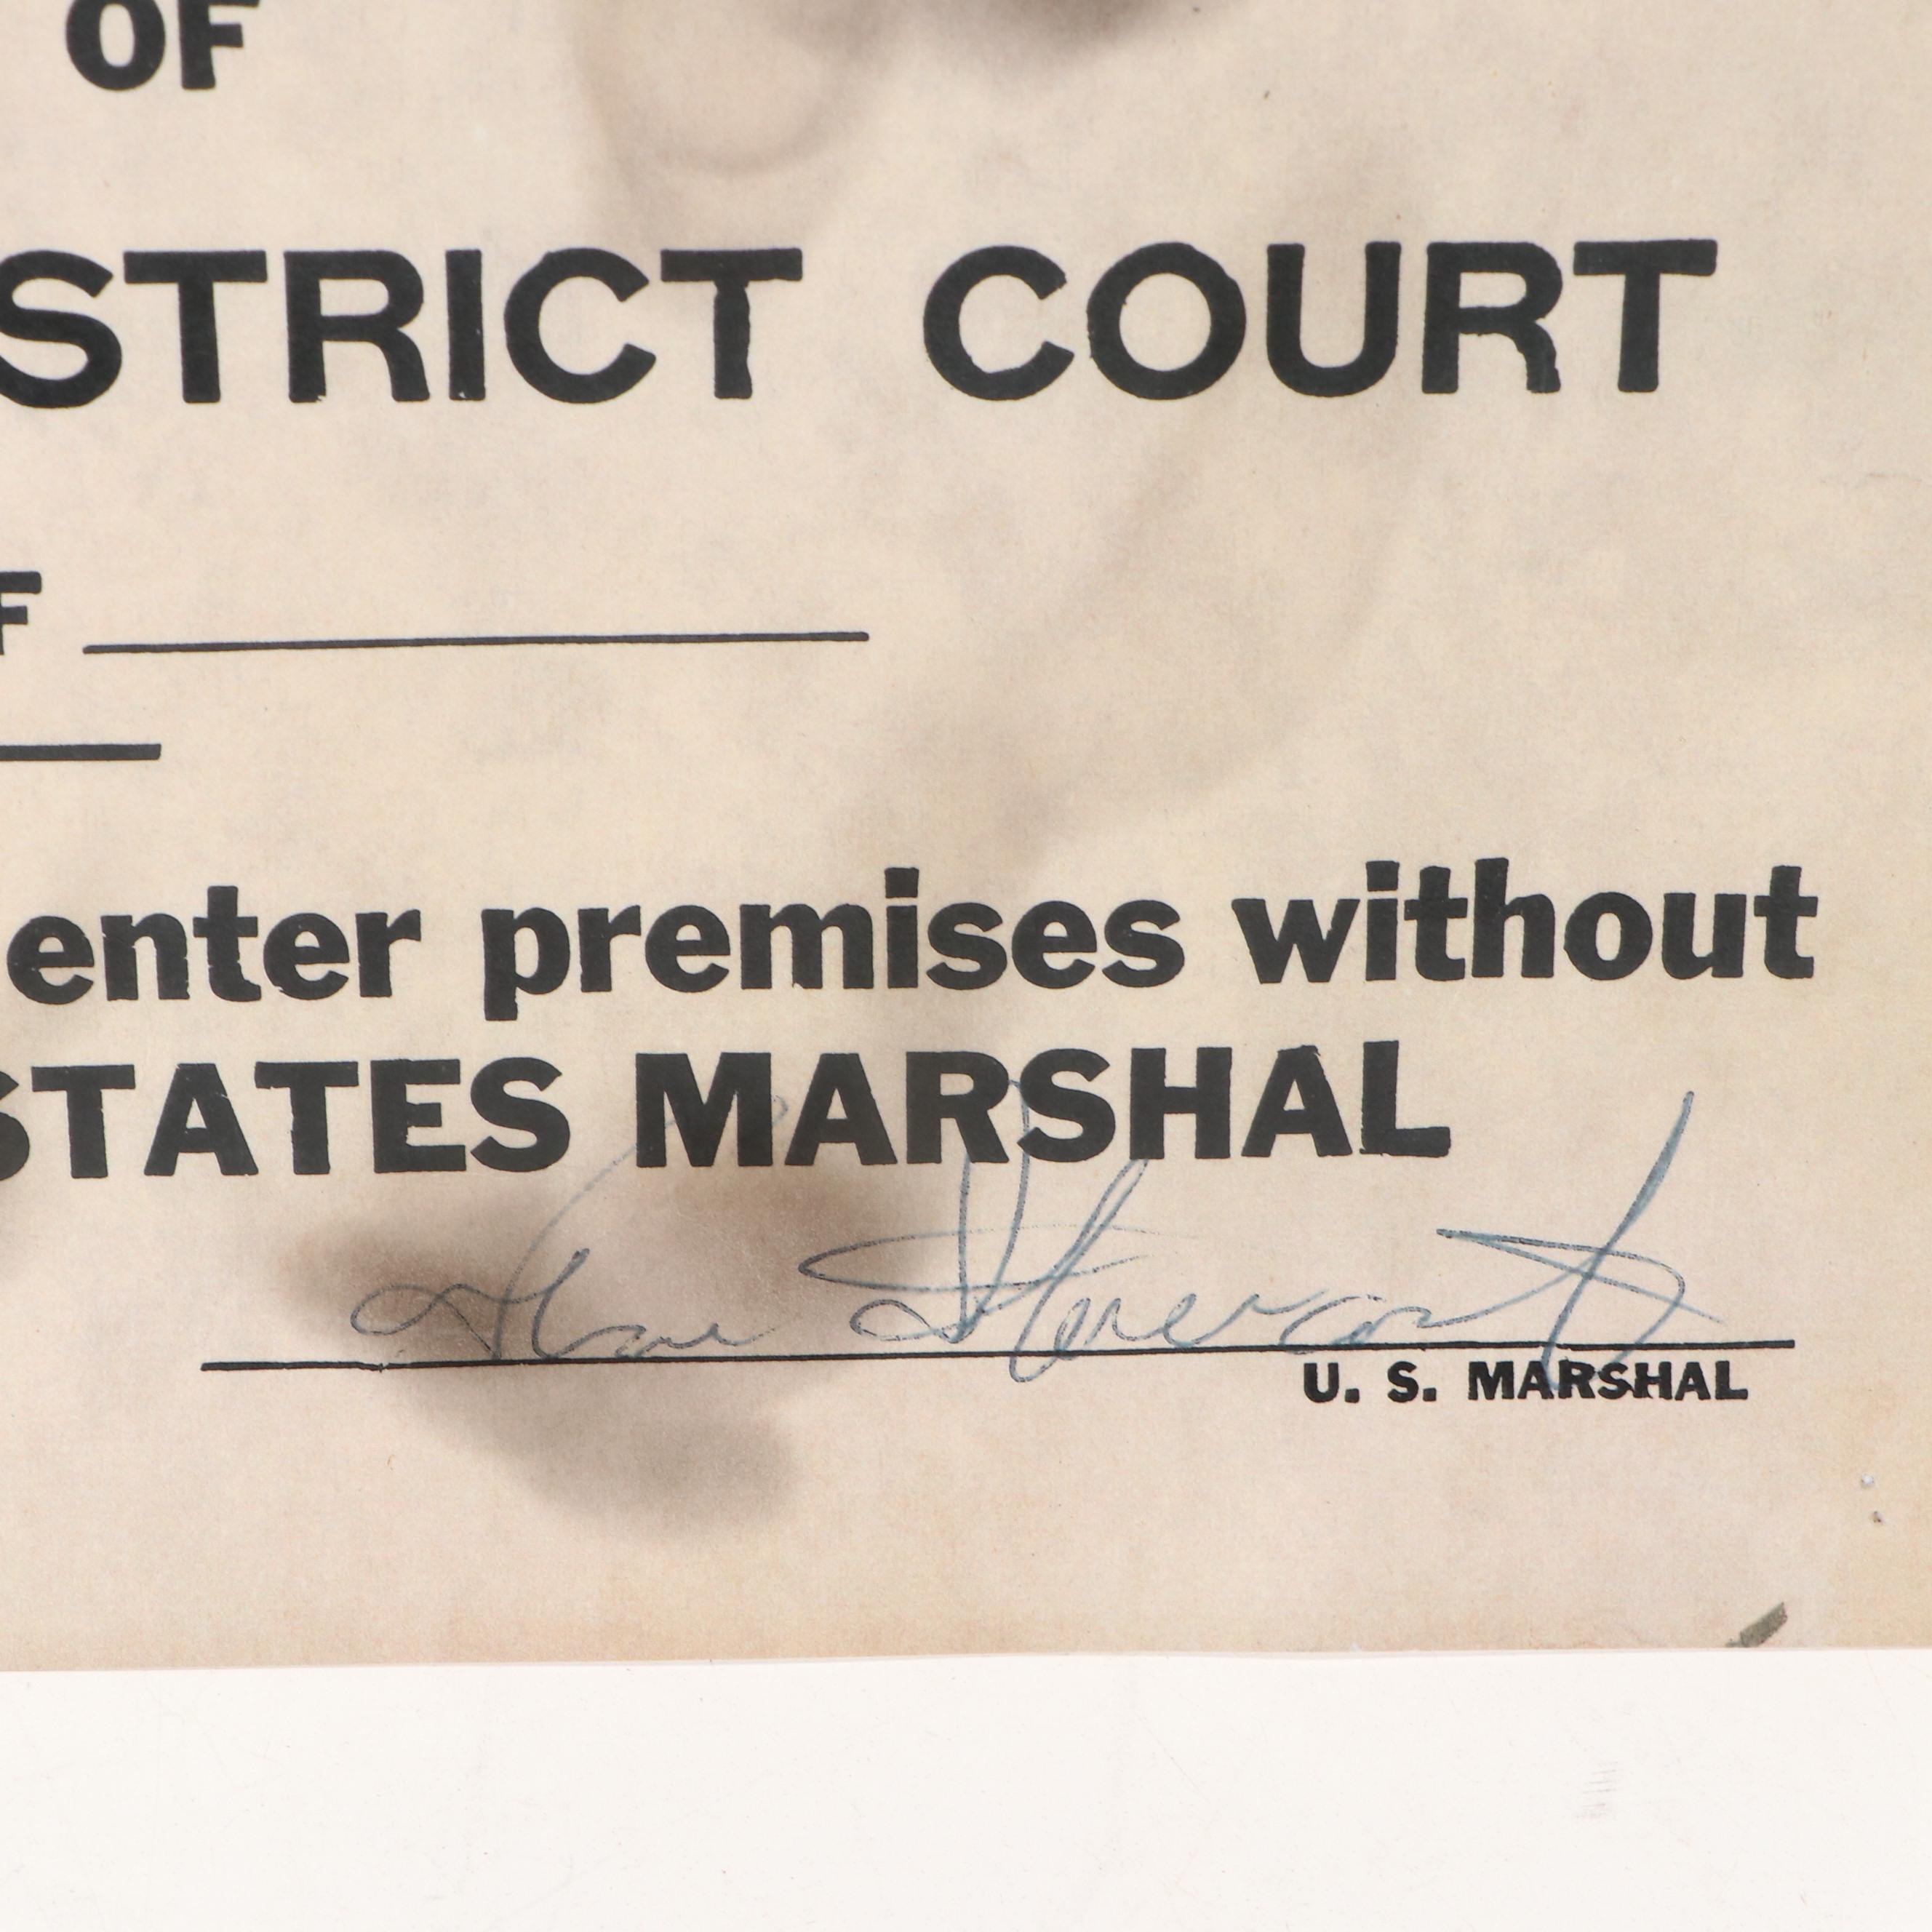 OF
STRICT COURT
F
enter premises without
STATES MARSHAL
U. S. MARSHAL